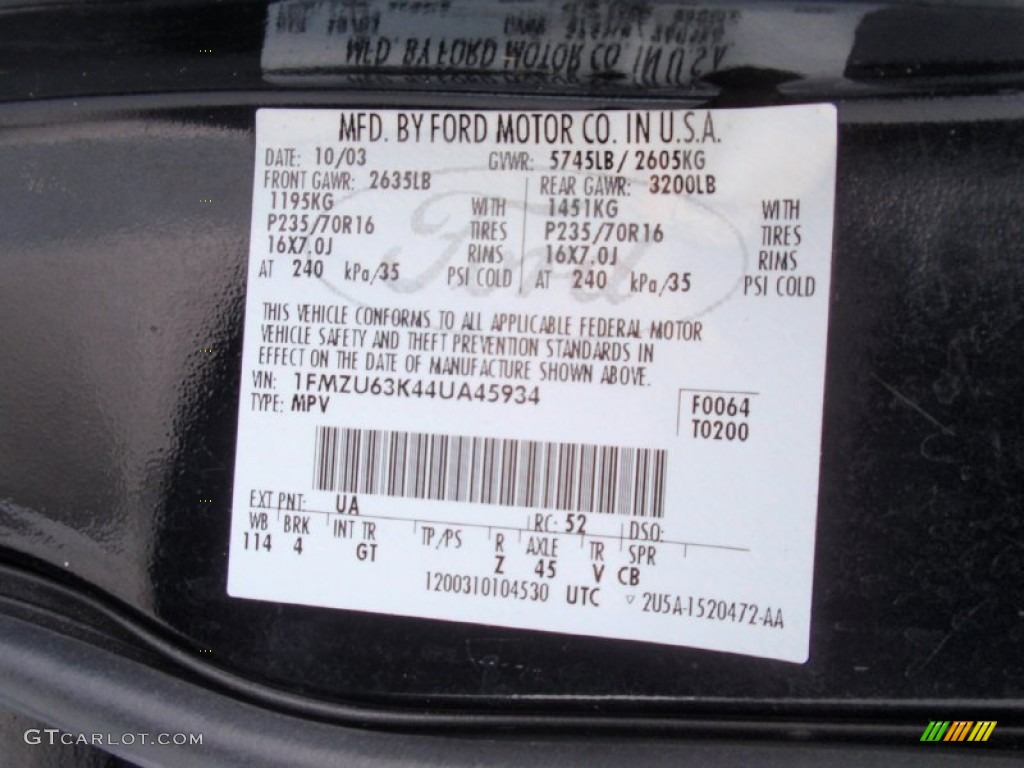 MFD. BY FORD MOTOR CO. IN U.S.A.
DATE: 10/03 GVWR: 5745LB/ 2605KG
FRONT GAWR: 2635LB REAR GAWR: 3200LB
1195KG WITH 1451KG WITH
P235/70R16 TIRES P235/70R16 TIRES
16X7.0J RIMS 16X7.0J RIMS
AT 240 kPa/35 PSI COLD AT 240 kPa/35 PSI COLD
THIS VEHICLE CONFORMS TO ALL APPLICABLE FEDERAL MOTOR
VEHICLE SAFETY AND THEFT PREVENTION STANDARDS IN
EFFECT ON THE DATE OF MANUFACTURE SHOWN ABOVE.
VIN: 1FMZU63K44UA45934
TYPE: MPV
F0064
T0200
EXT PNT: UA RC: 52 DSO:
WB BRK INT TR TP/PS R AXLE TR SPR
114 4 GT Z 45 V CB
1200310104530 UTC ▿ 2U5A-1520472-AA
Ford
GTCARLOT.COM